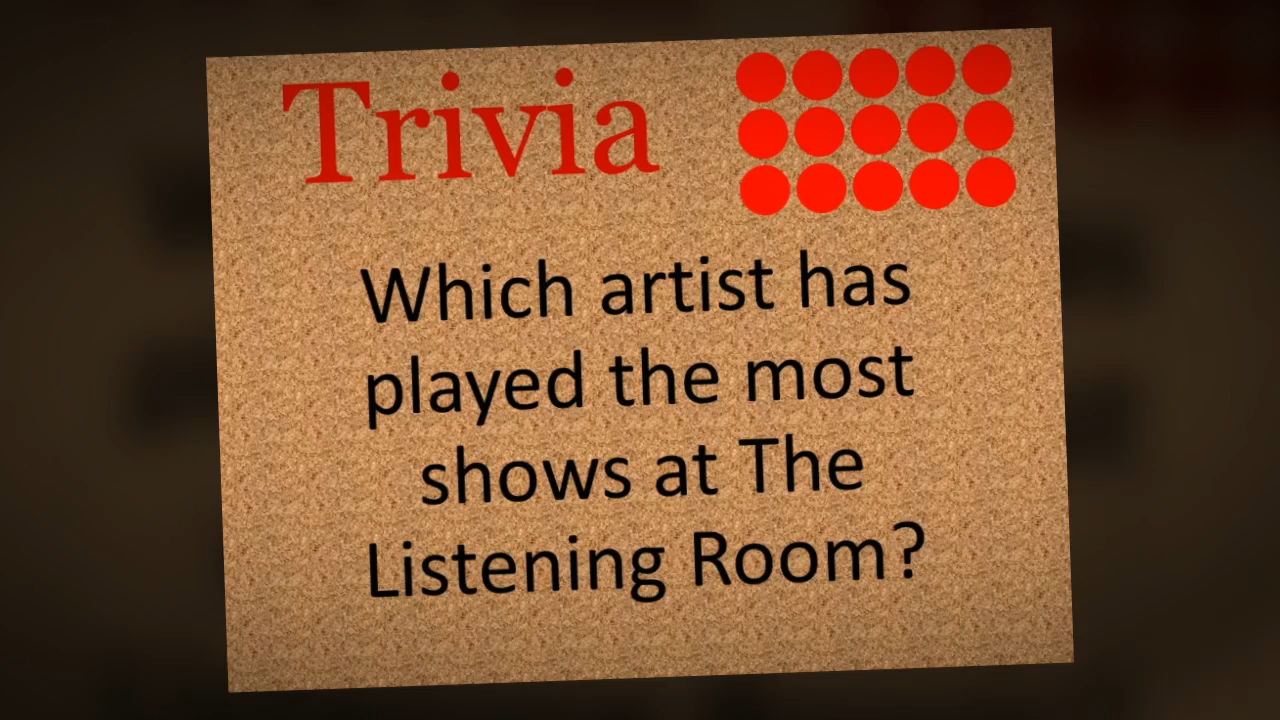 Trivia
Which artist has
played the most
shows at The
Listening Room?